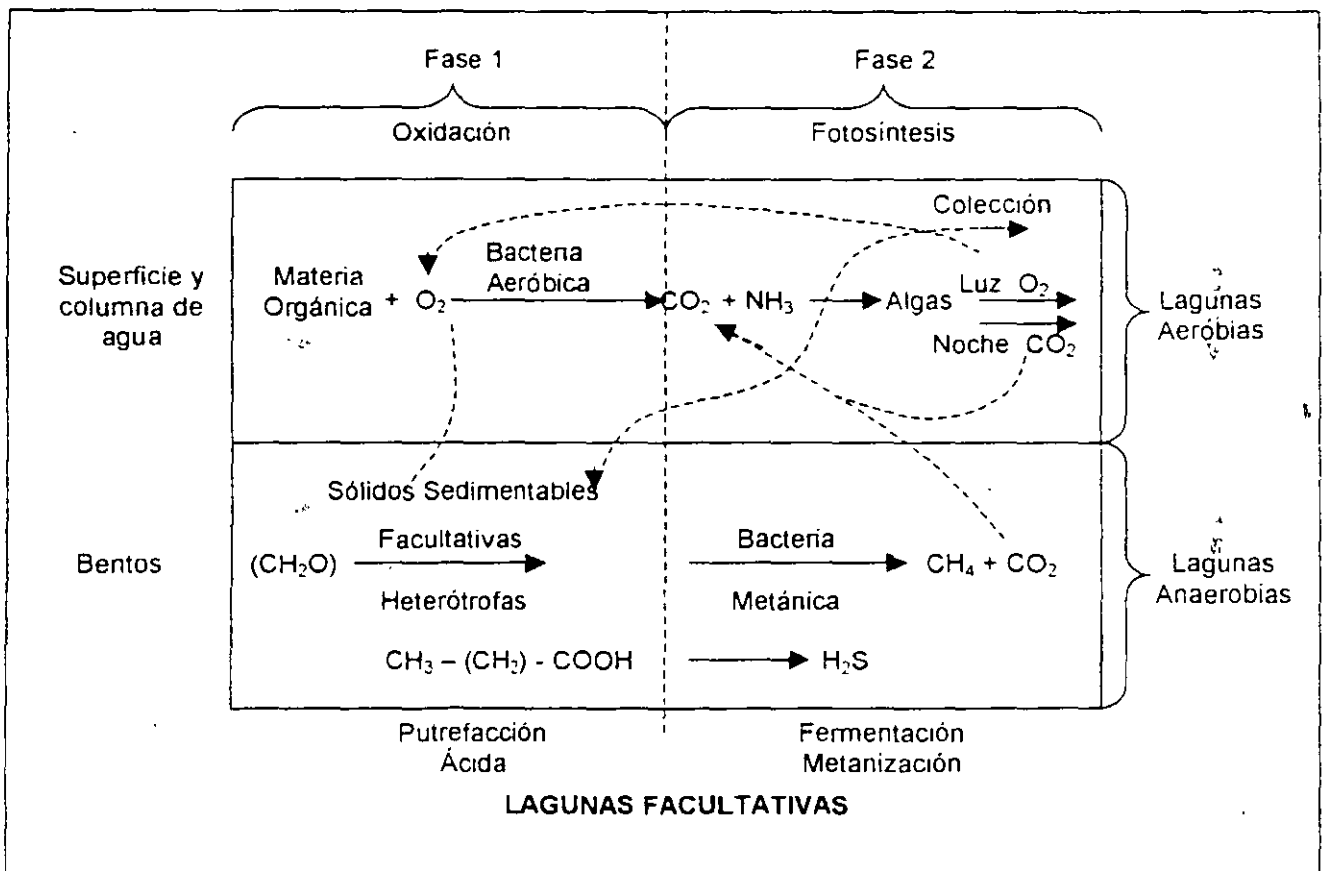 Fase 1
Fase 2
Oxidación
Fotosíntesis
Superficie y
columna de
agua
Materia
Orgánica + O₂
Bacteria
Aeróbica
CO₂ + NH₃
Algas
Colección
Luz O₂
Noche CO₂
Lagunas
Aeróbias
Sólidos Sedimentables
Bentos
(CH₂O)
Facultativas
Heterótrofas
Bacteria
Metánica
CH₄ + CO₂
Lagunas
Anaerobias
CH₃ – (CH₂) - COOH
H₂S
Putrefacción
Ácida
Fermentación
Metanización
LAGUNAS FACULTATIVAS